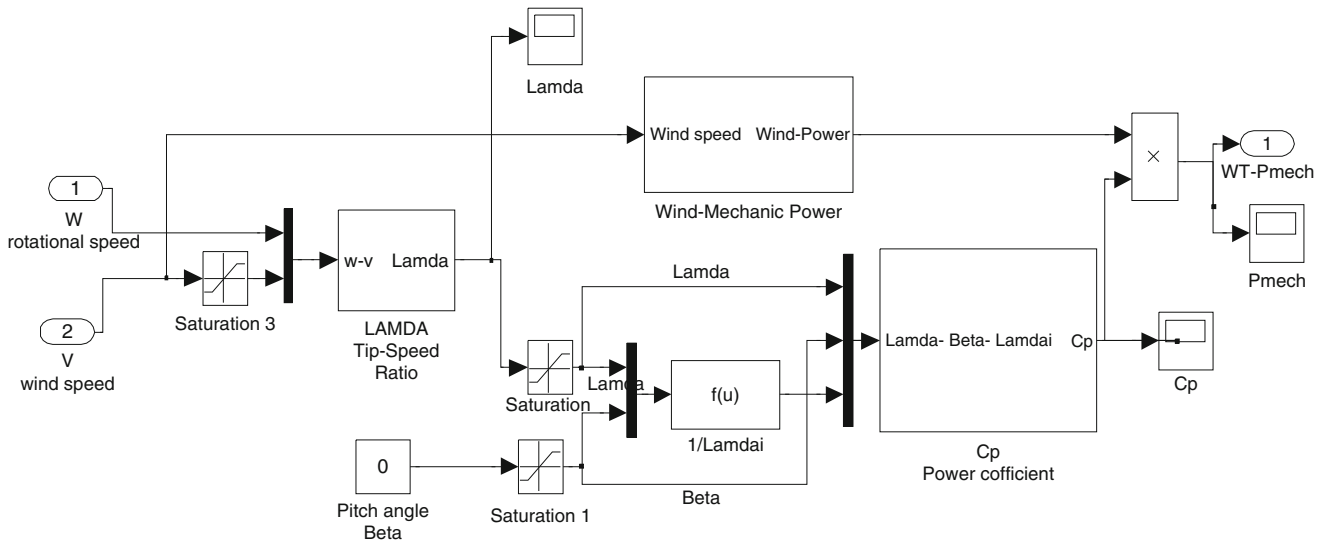 Lamda
Wind speed Wind-Power
Wind-Mechanic Power
×
1
WT-Pmech
Pmech
1
W
rotational speed
2
V
wind speed
Saturation 3
w-v Lamda
LAMDA
Tip-Speed
Ratio
Lamda
Saturation
Lamda
f(u)
1/Lamdai
Lamda- Beta- Lamdai Cp
Cp
Power cofficient
Cp
0
Pitch angle
Beta
Saturation 1
Beta